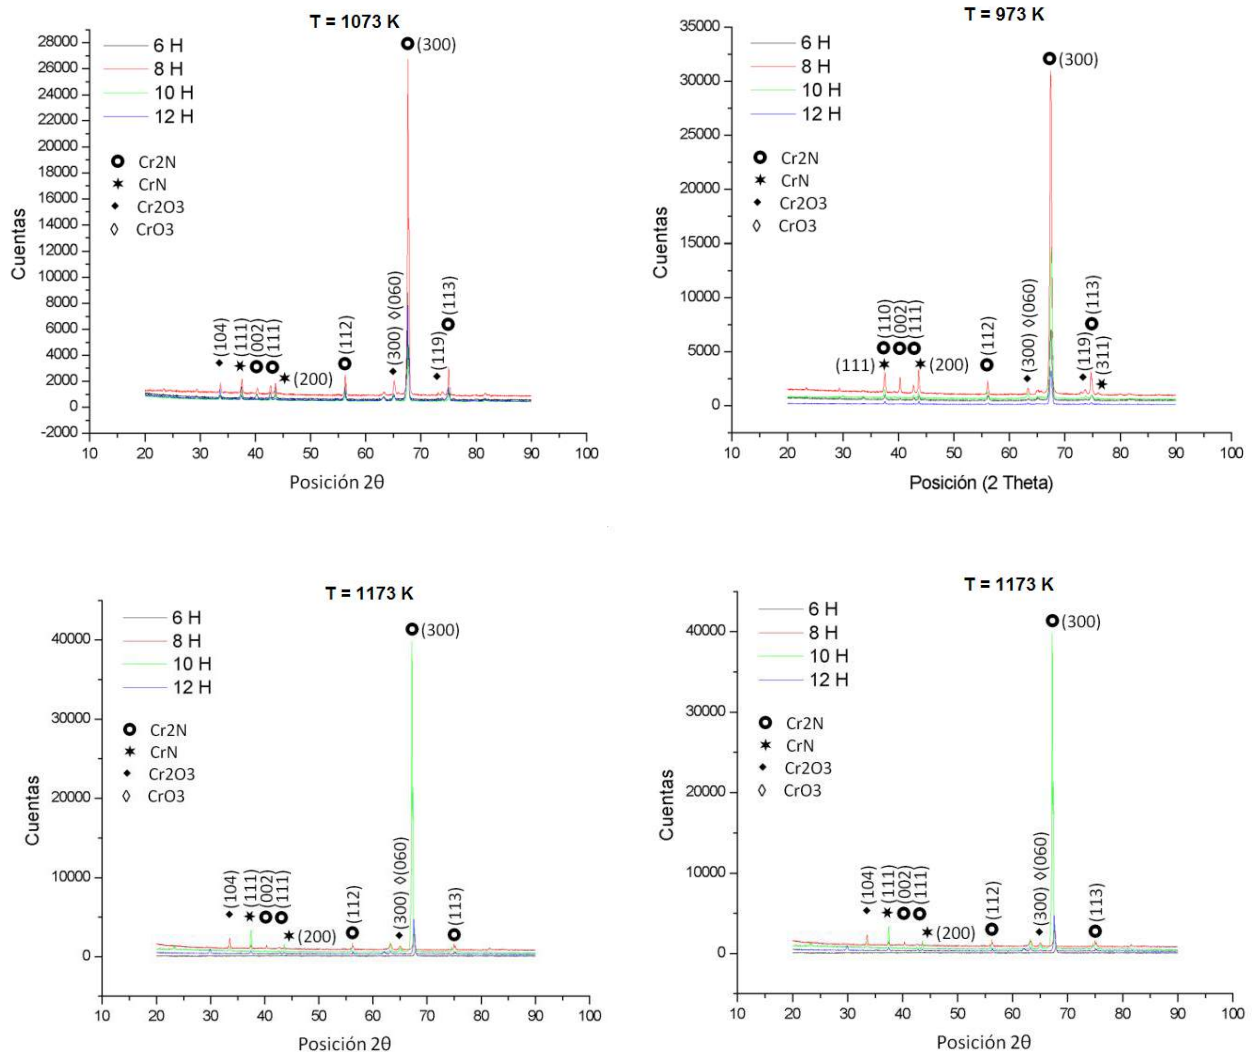 T = 1073 K
28000
26000
24000
22000
20000
18000
16000
14000
12000
10000
8000
6000
4000
2000
0
-2000
Cuentas
6 H
8 H
10 H
12 H
Cr2N
CrN
Cr2O3
CrO3
(300)
(104)
(111)
(002)
(111)
(200)
(112)
(300) (060)
(119)
(113)
10 20 30 40 50 60 70 80 90 100
Posición 2θ
T = 973 K
35000
30000
25000
20000
15000
10000
5000
0
Cuentas
6 H
8 H
10 H
12 H
Cr2N
CrN
Cr2O3
CrO3
(300)
(111)
(110)
(002)
(111)
(200)
(112)
(300) (060)
(119)
(113)
(311)
10 20 30 40 50 60 70 80 90 100
Posición (2 Theta)
T = 1173 K
40000
30000
20000
10000
0
Cuentas
6 H
8 H
10 H
12 H
Cr2N
CrN
Cr2O3
CrO3
(300)
(104)
(111)
(002)
(111)
(200)
(112)
(300) (060)
(113)
10 20 30 40 50 60 70 80 90 100
Posición 2θ
T = 1173 K
40000
30000
20000
10000
0
Cuentas
6 H
8 H
10 H
12 H
Cr2N
CrN
Cr2O3
CrO3
(300)
(104)
(111)
(002)
(111)
(200)
(112)
(300) (060)
(113)
10 20 30 40 50 60 70 80 90 100
Posición 2θ